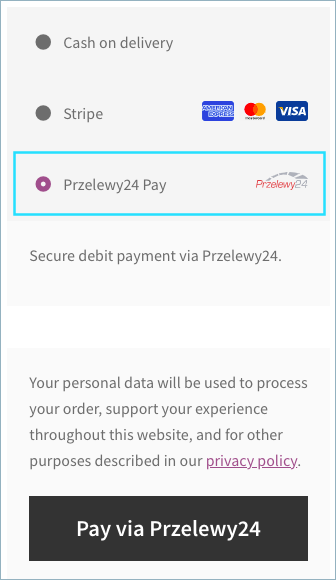 Cash on delivery
Stripe AMERICAN EXPRESS mastercard VISA
Przelewy24 Pay Przelewy24
Secure debit payment via Przelewy24.
Your personal data will be used to process
your order, support your experience
throughout this website, and for other
purposes described in our privacy policy.
Pay via Przelewy24